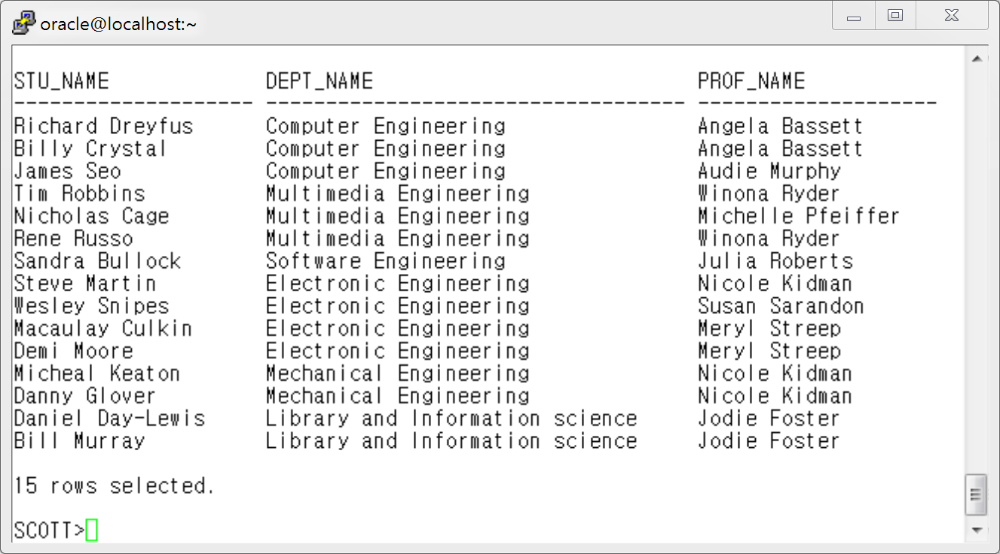 oracle@localhost:~
STU_NAME             DEPT_NAME                           PROF_NAME
-------------------- ----------------------------------- --------------------
Richard Dreyfus      Computer Engineering                Angela Bassett
Billy Crystal        Computer Engineering                Angela Bassett
James Seo            Computer Engineering                Audie Murphy
Tim Robbins          Multimedia Engineering              Winona Ryder
Nicholas Cage        Multimedia Engineering              Michelle Pfeiffer
Rene Russo           Multimedia Engineering              Winona Ryder
Sandra Bullock       Software Engineering                Julia Roberts
Steve Martin         Electronic Engineering              Nicole Kidman
Wesley Snipes        Electronic Engineering              Susan Sarandon
Macaulay Culkin      Electronic Engineering              Meryl Streep
Demi Moore           Electronic Engineering              Meryl Streep
Micheal Keaton       Mechanical Engineering              Nicole Kidman
Danny Glover         Mechanical Engineering              Nicole Kidman
Daniel Day-Lewis     Library and Information science     Jodie Foster
Bill Murray          Library and Information science     Jodie Foster
15 rows selected.
SCOTT>